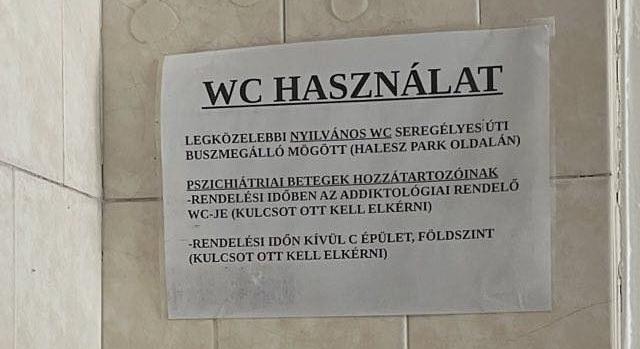 WC HASZNÁLAT
LEGKÖZELEBBI NYILVÁNOS WC SEREGÉLYES ÚTI
BUSZMEGÁLLÓ MÖGÖTT (HALESZ PARK OLDALÁN)
PSZICHIÁTRIAI BETEGEK HOZZÁTARTOZÓINAK
-RENDELÉSI IDŐBEN AZ ADDIKTOLÓGIAI RENDELŐ
WC-JE (KULCSOT OTT KELL ELKÉRNI)
-RENDELÉSI IDŐN KÍVÜL C ÉPÜLET, FÖLDSZINT
(KULCSOT OTT KELL ELKÉRNI)